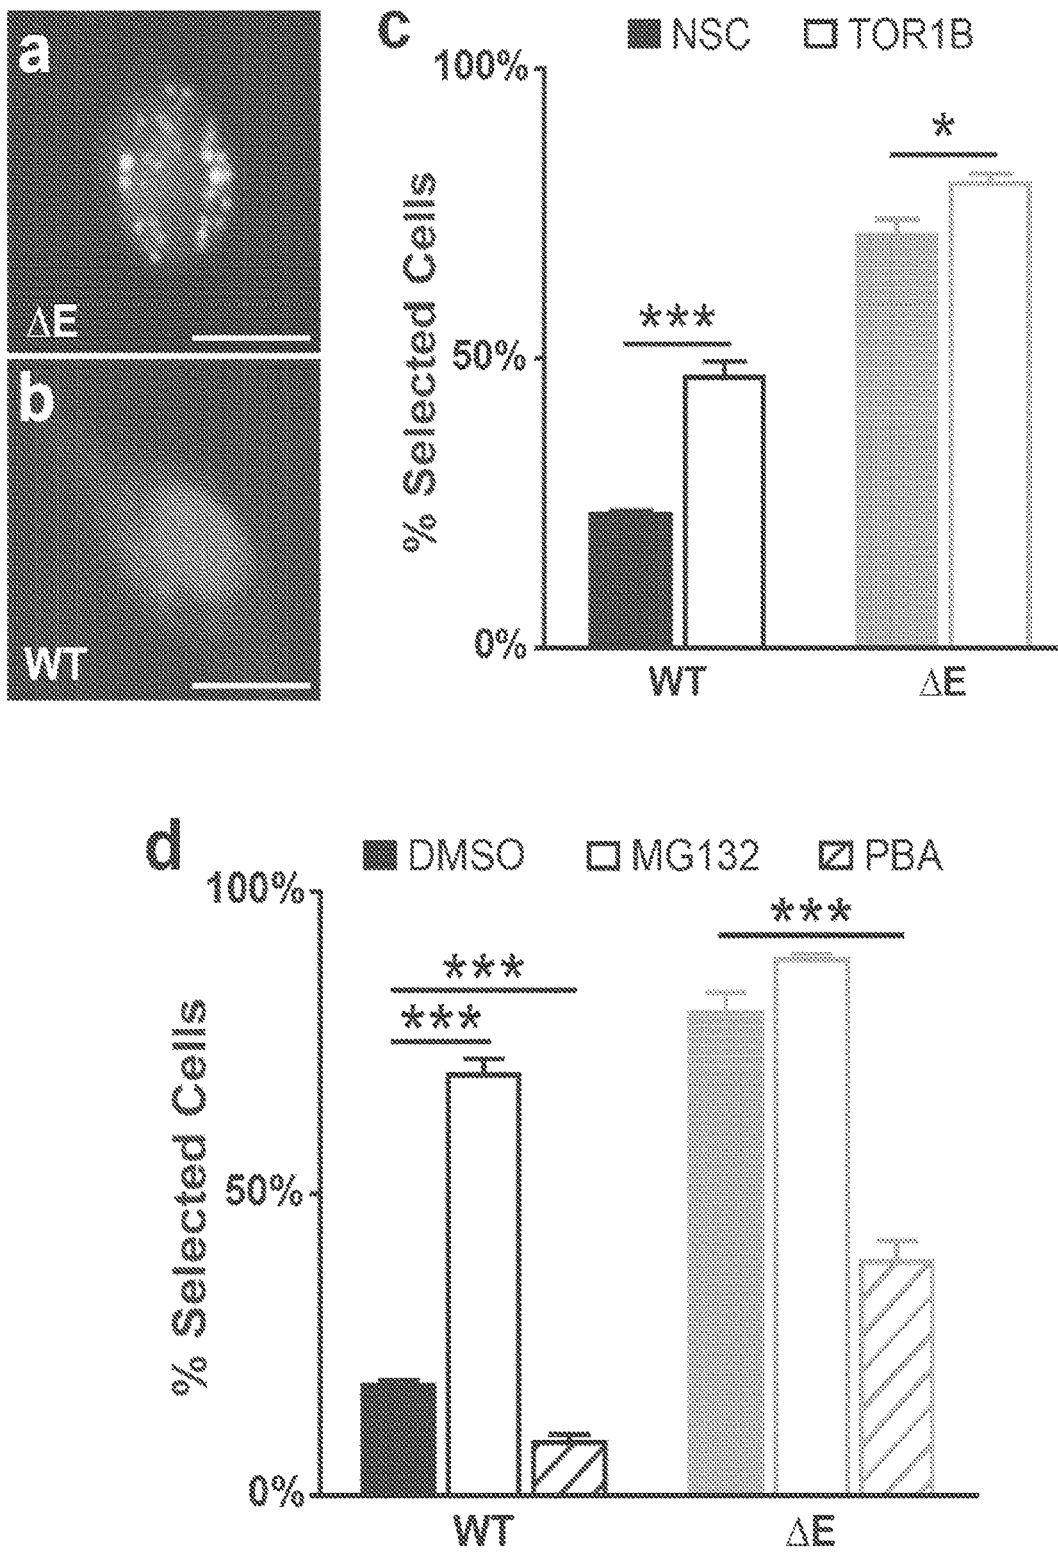 a
ΔE
b
WT
c
NSC TOR1B
100%
50%
0%
% Selected Cells
***
*
WT ΔE
d
DMSO MG132 PBA
100%
50%
0%
% Selected Cells
***
***
***
WT ΔE